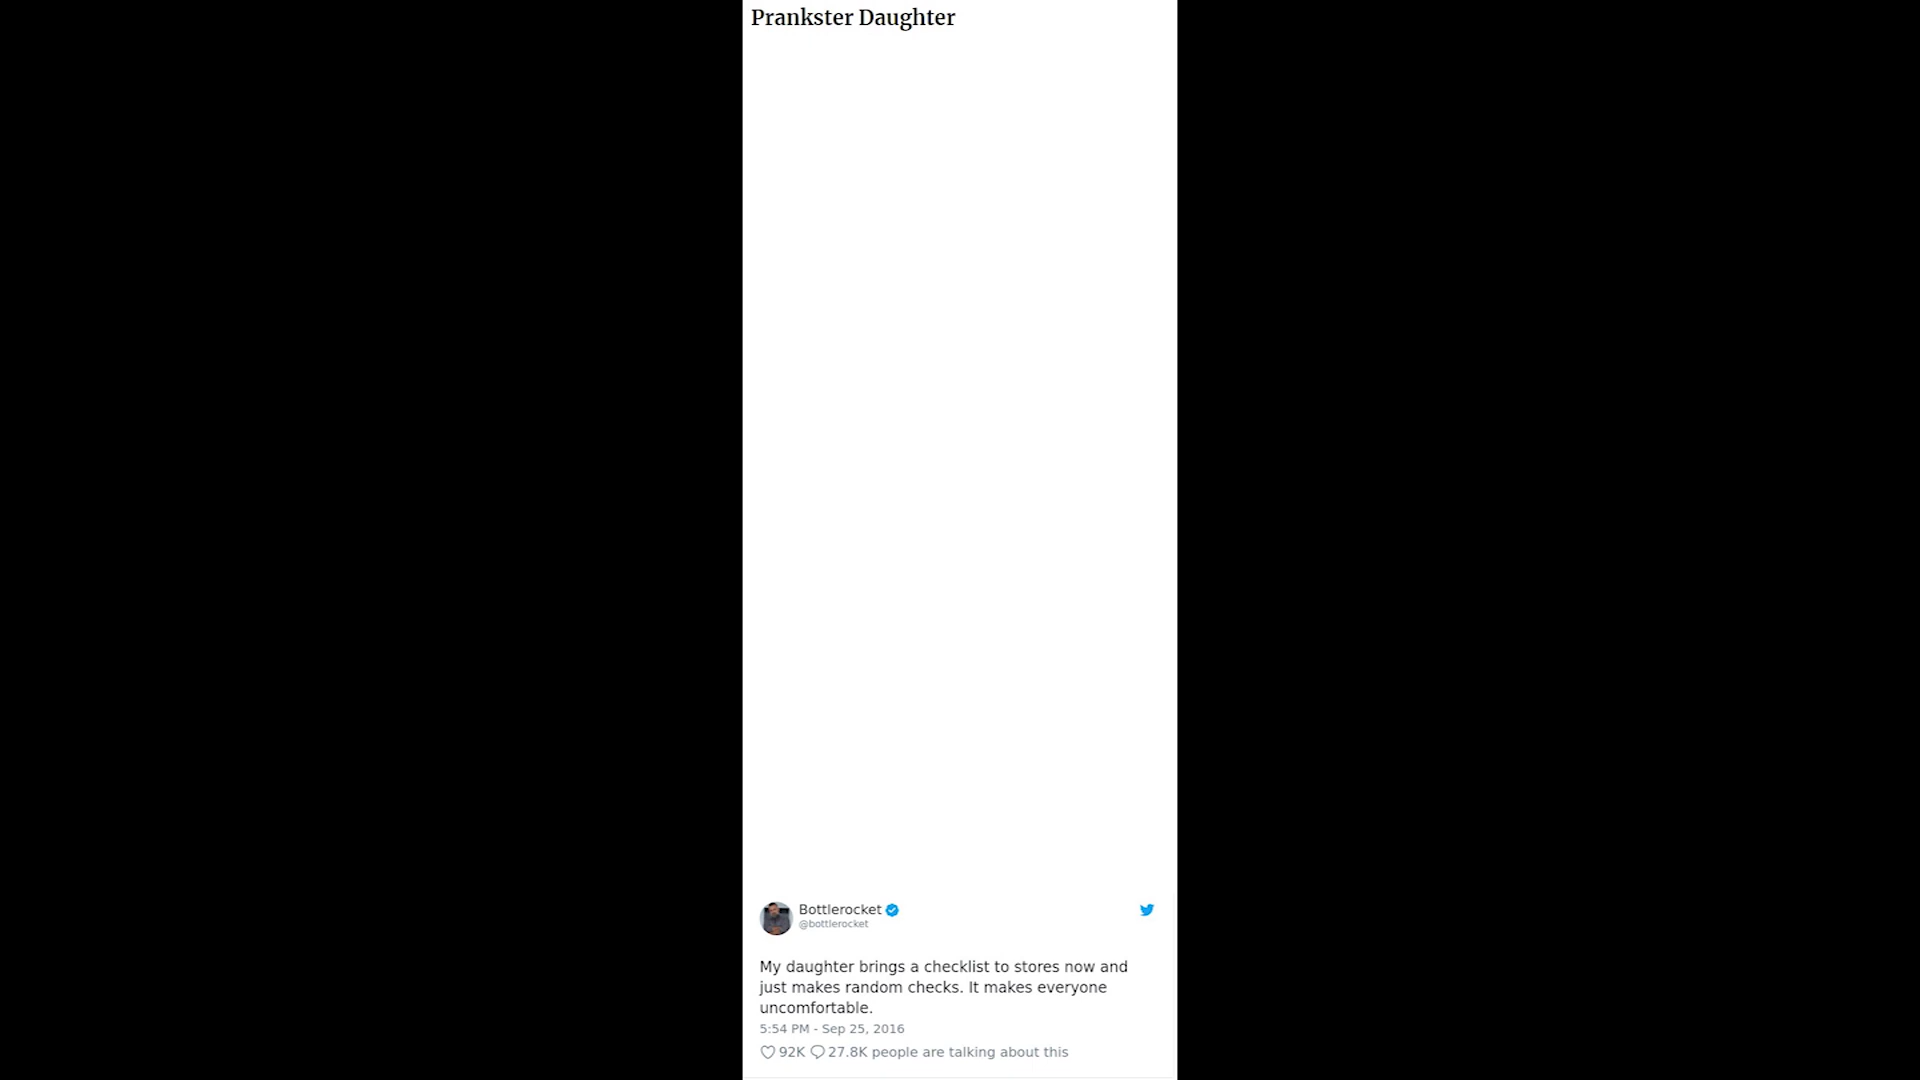 Prankster Daughter
Bottlerocket
@bottlerocket
My daughter brings a checklist to stores now and
just makes random checks. It makes everyone
uncomfortable.
5:54 PM - Sep 25, 2016
92K 27.8K people are talking about this